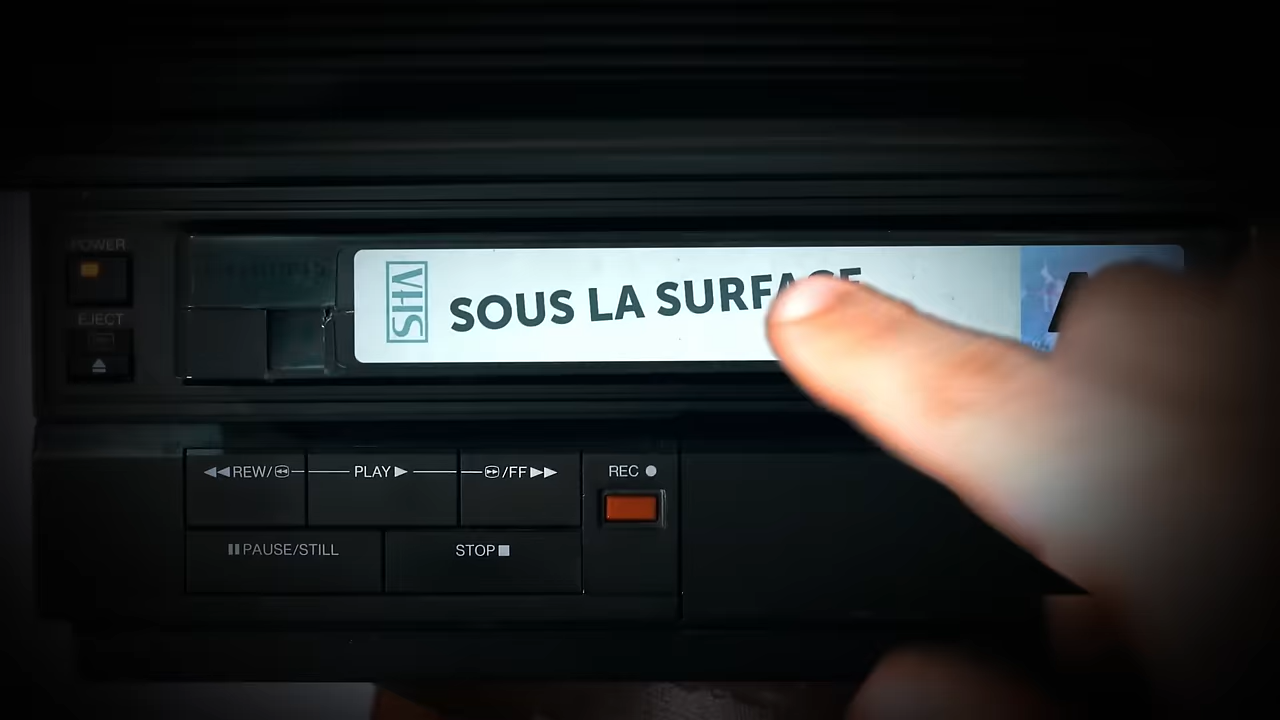 POWER
EJECT
VHS
SOUS LA SURFACE
REW/
PLAY
/FF
REC
PAUSE/STILL
STOP